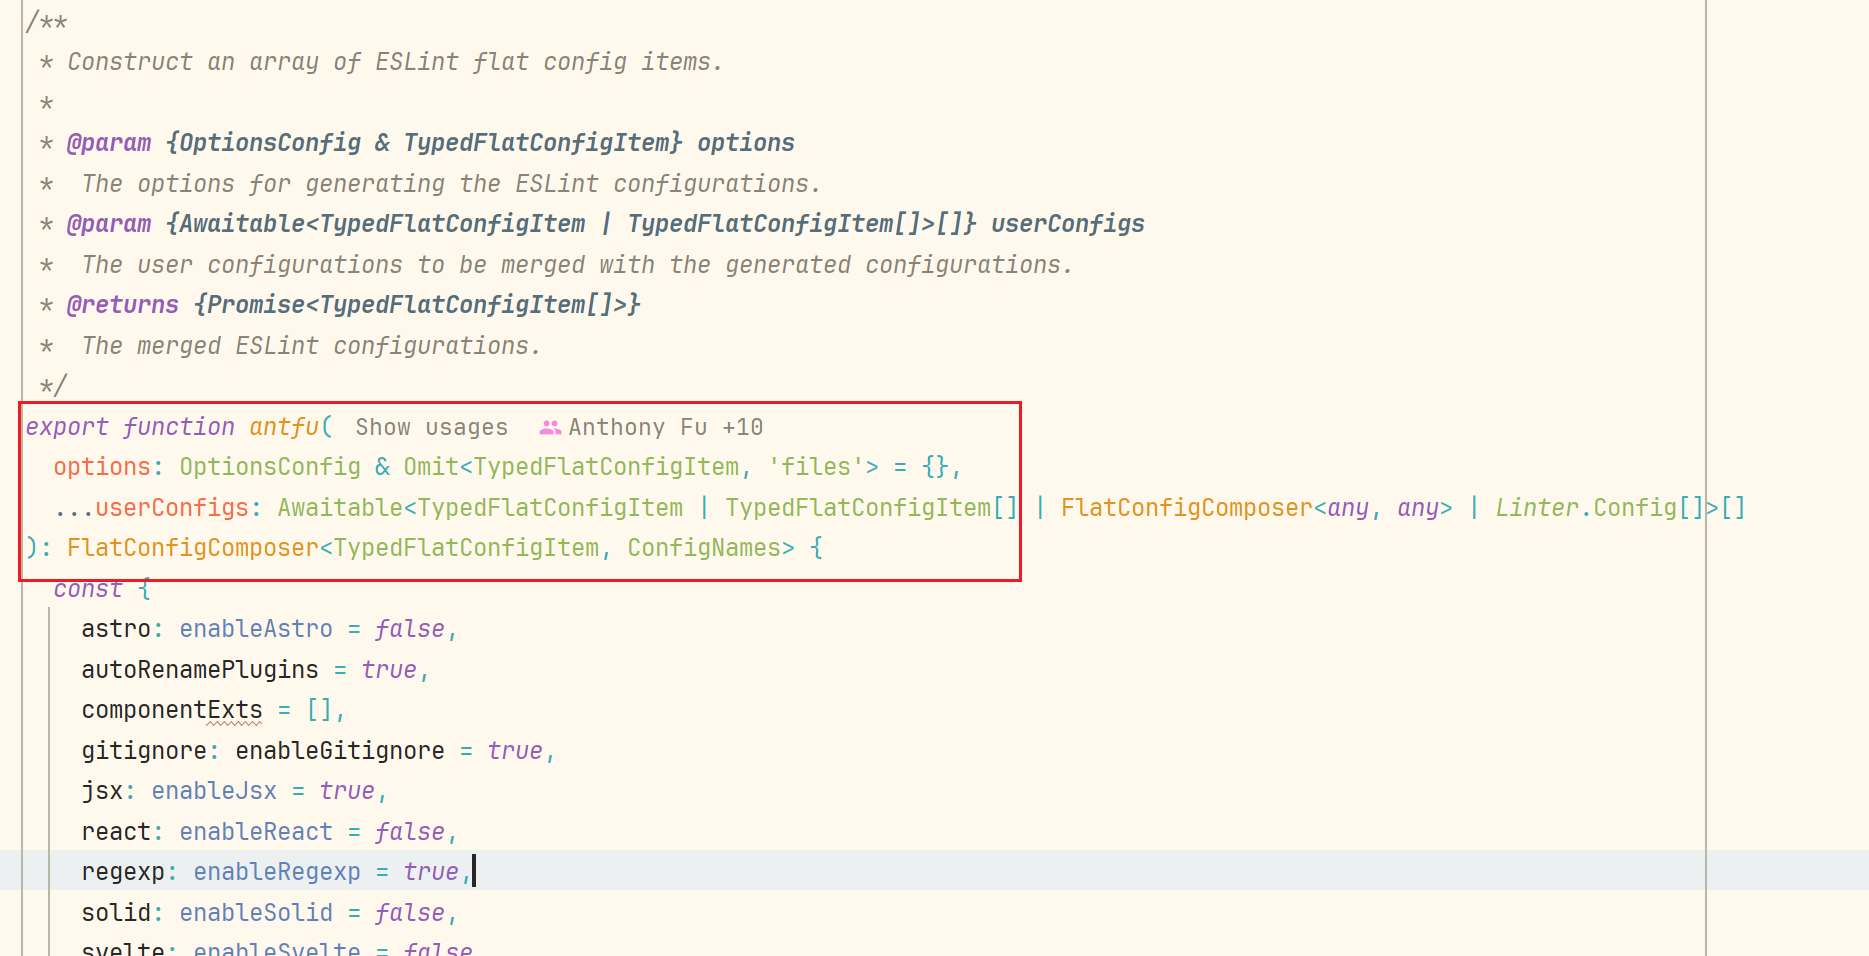 /**
 * Construct an array of ESLint flat config items.
 *
 * @param {OptionsConfig & TypedFlatConfigItem} options
 *  The options for generating the ESLint configurations.
 * @param {Awaitable<TypedFlatConfigItem | TypedFlatConfigItem[]>[]} userConfigs
 *  The user configurations to be merged with the generated configurations.
 * @returns {Promise<TypedFlatConfigItem[]>}
 *  The merged ESLint configurations.
 */
export function antfu( Show usages Anthony Fu +10
  options: OptionsConfig & Omit<TypedFlatConfigItem, 'files'> = {},
  ...userConfigs: Awaitable<TypedFlatConfigItem | TypedFlatConfigItem[] | FlatConfigComposer<any, any> | Linter.Config[]>[]
): FlatConfigComposer<TypedFlatConfigItem, ConfigNames> {
  const {
    astro: enableAstro = false,
    autoRenamePlugins = true,
    componentExts = [],
    gitignore: enableGitignore = true,
    jsx: enableJsx = true,
    react: enableReact = false,
    regexp: enableRegexp = true,
    solid: enableSolid = false,
    svelte: enableSvelte = false